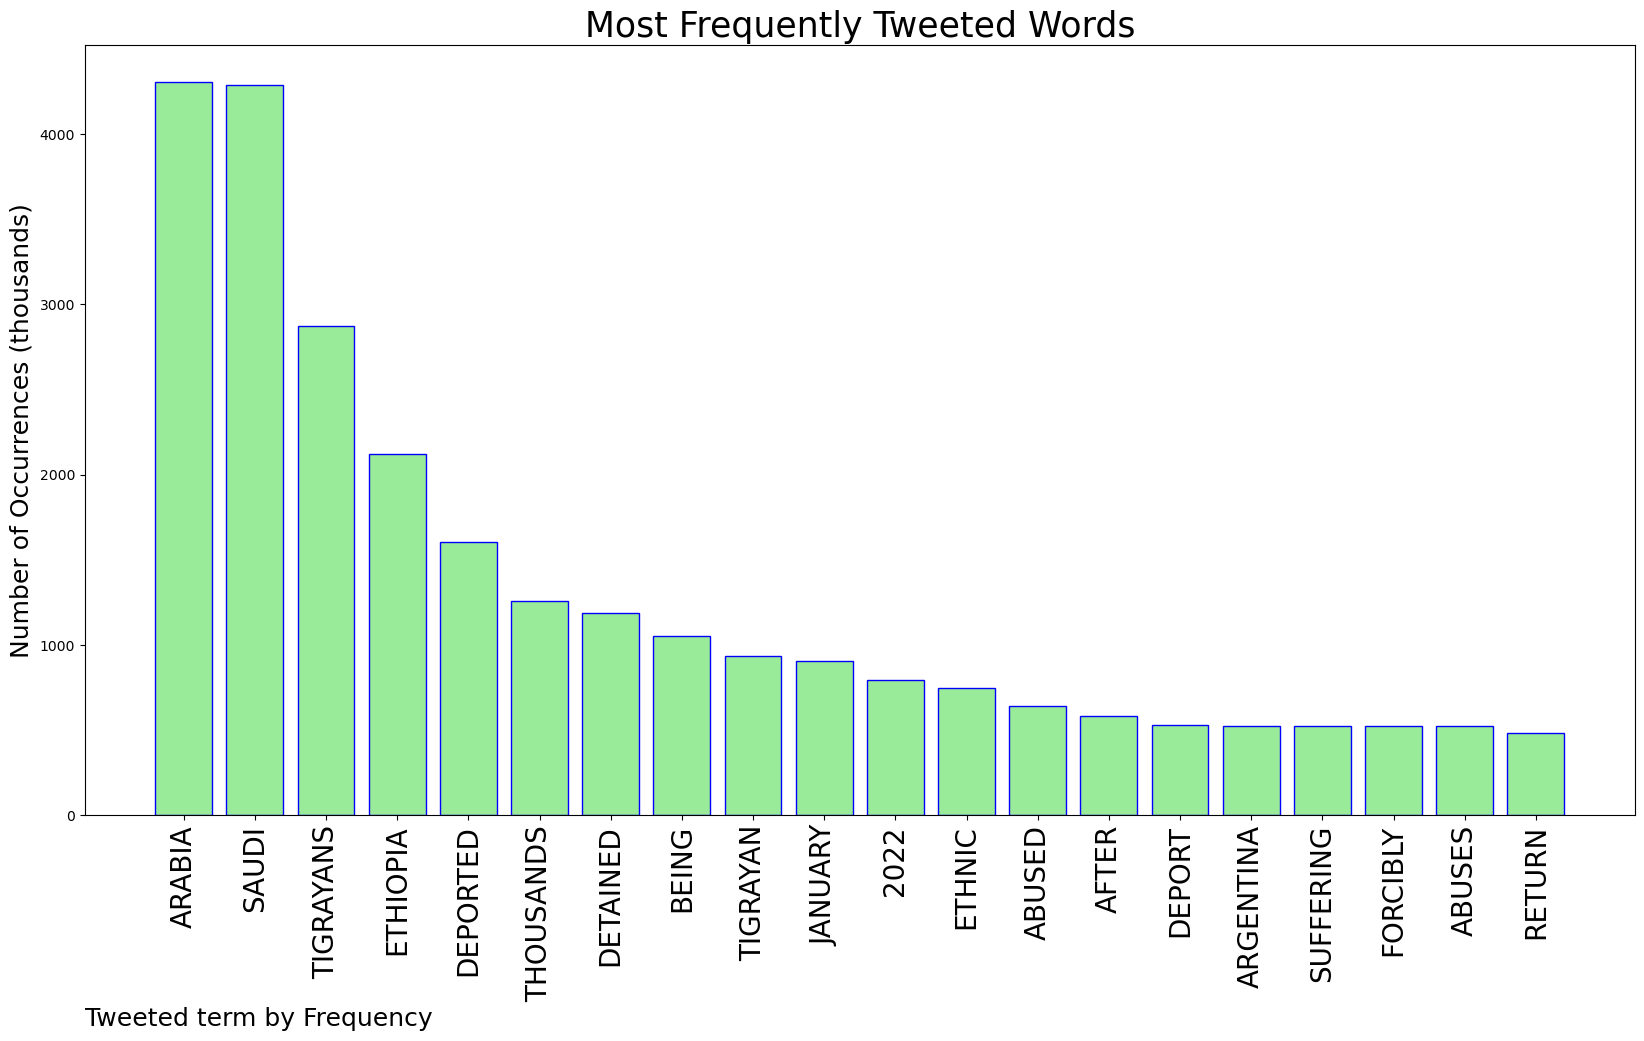 Most Frequently Tweeted Words
Number of Occurrences (thousands)
4000
3000
2000
1000
0
ARABIA
SAUDI
TIGRAYANS
ETHIOPIA
DEPORTED
THOUSANDS
DETAINED
BEING
TIGRAYAN
JANUARY
2022
ETHNIC
ABUSED
AFTER
DEPORT
ARGENTINA
SUFFERING
FORCIBLY
ABUSES
RETURN
Tweeted term by Frequency